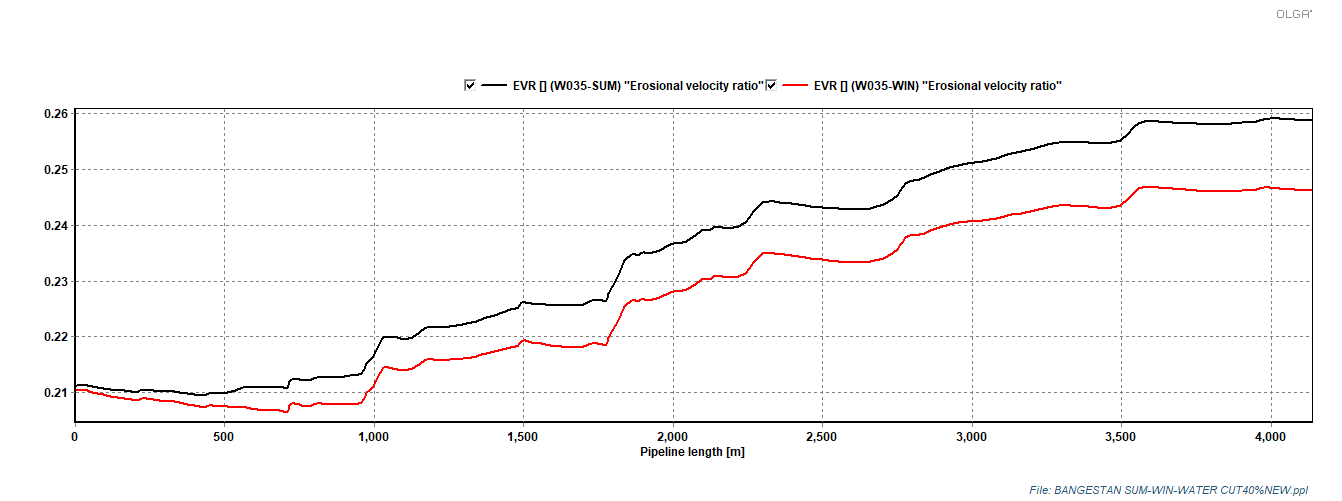 OLGA
EVR [] (W035-SUM) "Erosional velocity ratio" EVR [] (W035-WIN) "Erosional velocity ratio"
0.26
0.25
0.24
0.23
0.22
0.21
0 500 1,000 1,500 2,000 2,500 3,000 3,500 4,000
Pipeline length [m]
File: BANGESTAN SUM-WIN-WATER CUT40%NEW.ppl